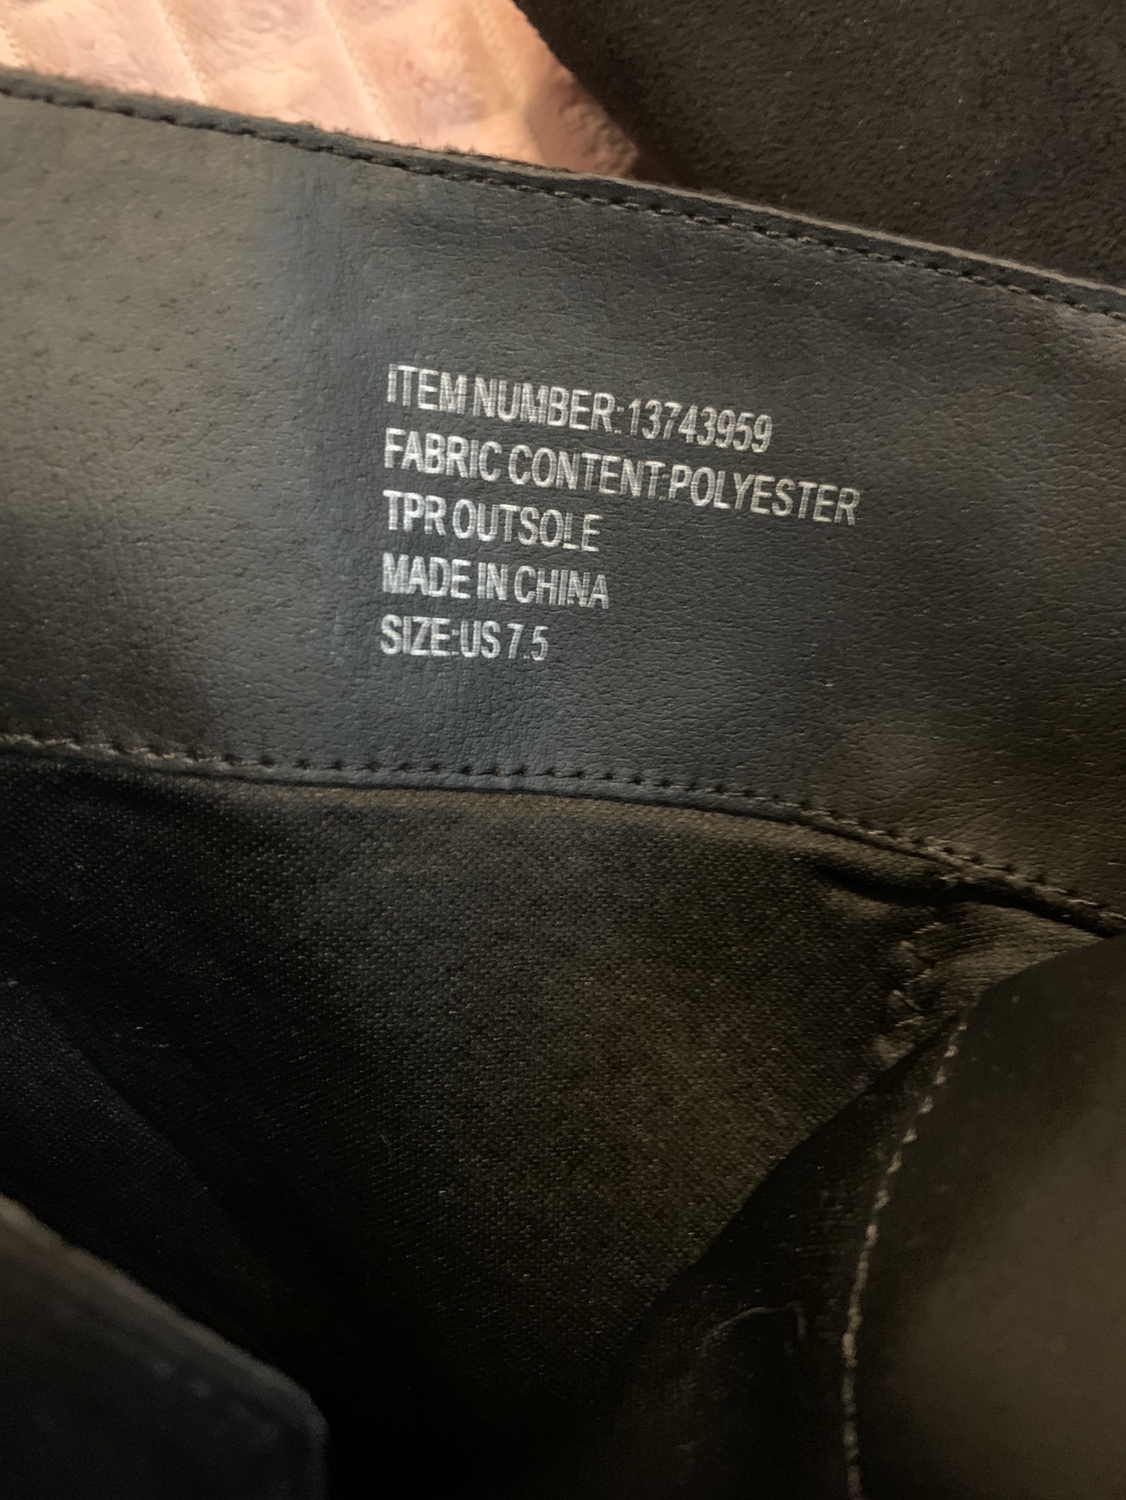 ITEM NUMBER:13743959
FABRIC CONTENT:POLYESTER
TPR OUTSOLE
MADE IN CHINA
SIZE:US 7.5